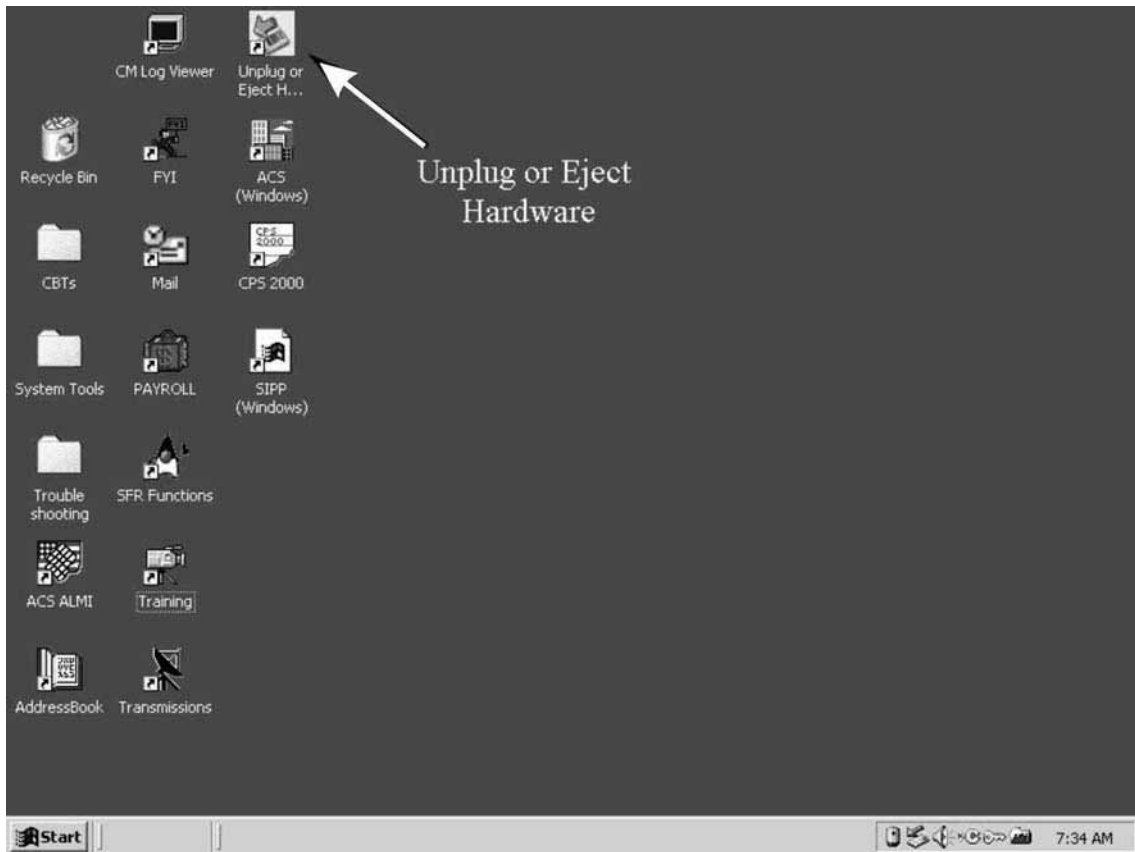 CM Log Viewer
Unplug or
Eject H...
Recycle Bin
FYI
FYI
ACS
(Windows)
Unplug or Eject
Hardware
CBTs
Mail
CPS
2000
CPS 2000
System Tools
PAYROLL
SIPP
(Windows)
Trouble
shooting
SFR Functions
ACS ALMI
Training
AddressBook
Transmissions
Start
7:34 AM